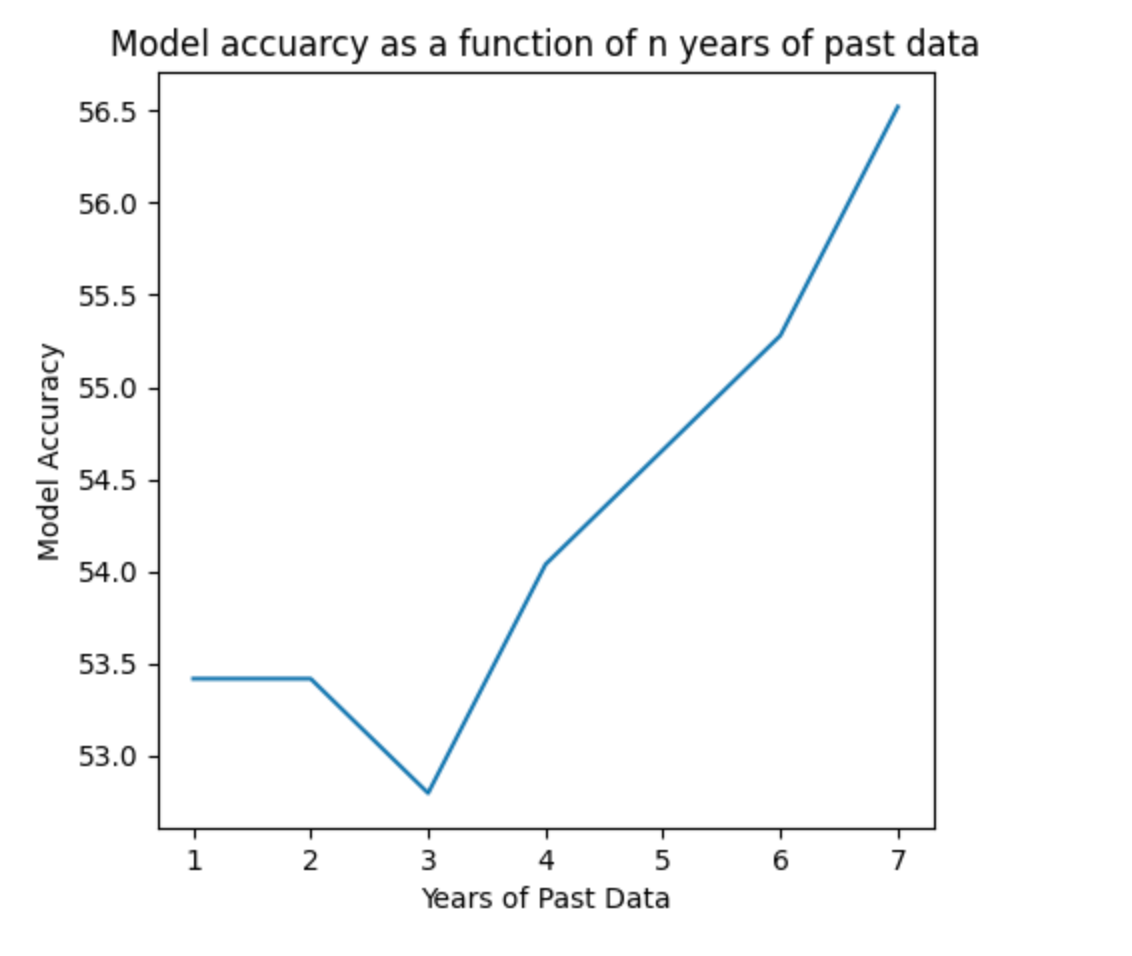 Model accuarcy as a function of n years of past data
56.5
56.0
55.5
55.0
54.5
54.0
53.5
53.0
Model Accuracy
1 2 3 4 5 6 7
Years of Past Data